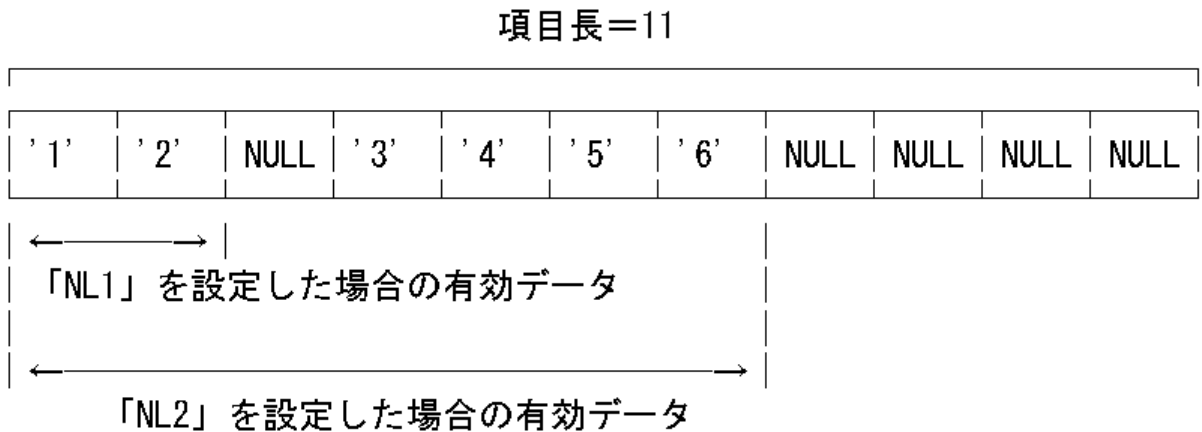 項目長＝11
'1' '2' NULL '3' '4' '5' '6' NULL NULL NULL NULL
「NL1」を設定した場合の有効データ
「NL2」を設定した場合の有効データ